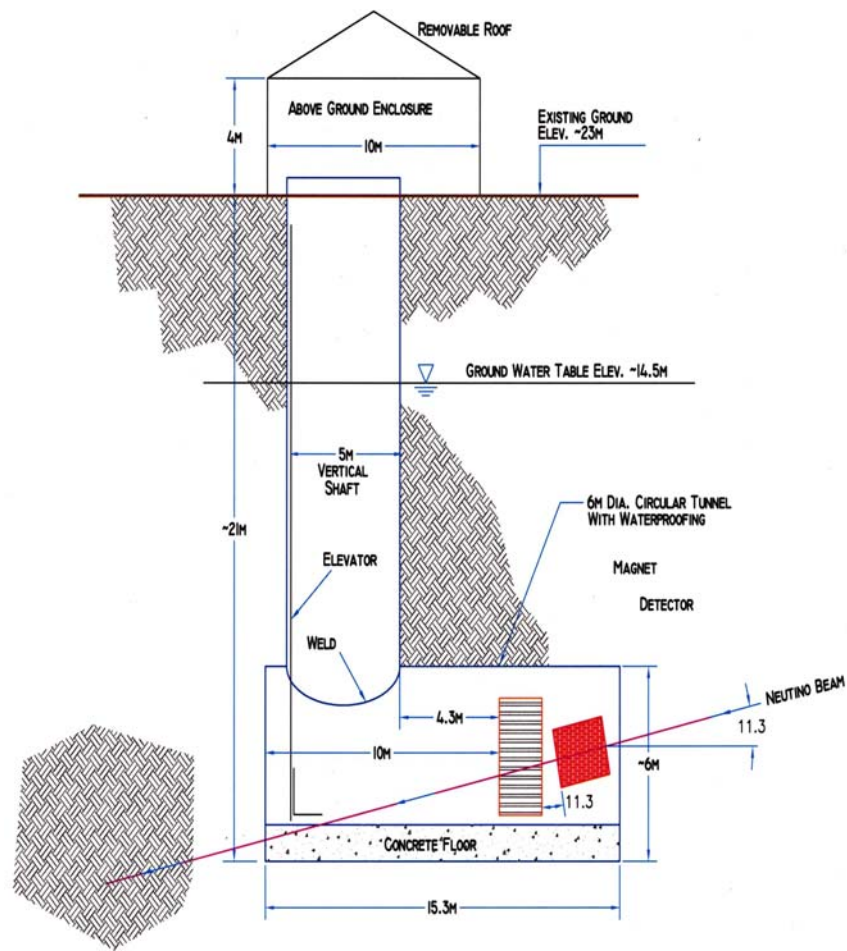 REMOVABLE ROOF
ABOVE GROUND ENCLOSURE
4M
10M
EXISTING GROUND
ELEV. ~23M
GROUND WATER TABLE ELEV. ~14.5M
5M
VERTICAL
SHAFT
6M DIA. CIRCULAR TUNNEL
WITH WATERPROOFING
~21M
ELEVATOR
MAGNET
DETECTOR
WELD
NEUTINO BEAM
4.3M
11.3
10M
~6M
11.3
CONCRETE FLOOR
15.3M